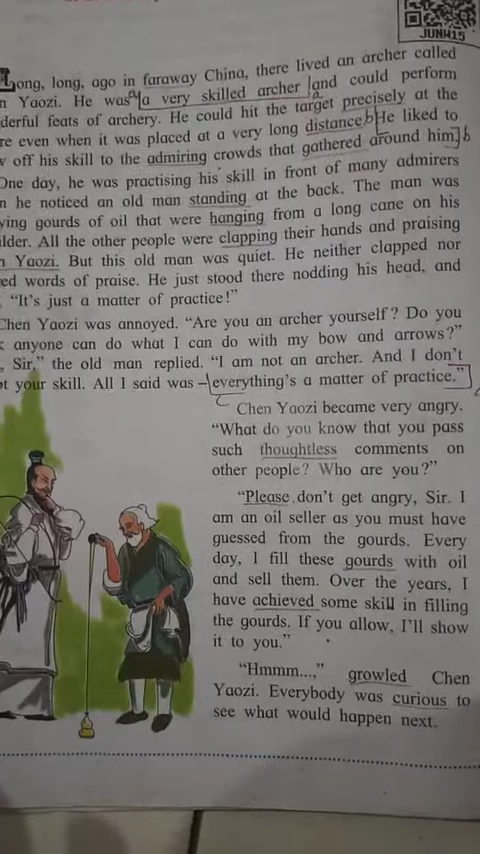 JUNW15
Long, long, ago in faraway China, there lived an archer called
n Yaozi. He was a very skilled archer and could perform
derful feats of archery. He could hit the target precisely at the
re even when it was placed at a very long distance. He liked to
w off his skill to the admiring crowds that gathered around him.
One day, he was practising his skill in front of many admirers
n he noticed an old man standing at the back. The man was
ying gourds of oil that were hanging from a long cane on his
ulder. All the other people were clapping their hands and praising
n Yaozi. But this old man was quiet. He neither clapped nor
ed words of praise. He just stood there nodding his head, and
"It's just a matter of practice!"
Chen Yaozi was annoyed. "Are you an archer yourself? Do you
k anyone can do what I can do with my bow and arrows?"
, Sir," the old man replied. "I am not an archer. And I don't
t your skill. All I said was – everything's a matter of practice."
Chen Yaozi became very angry.
"What do you know that you pass
such thoughtless comments on
other people? Who are you?"
"Please don't get angry, Sir. I
am an oil seller as you must have
guessed from the gourds. Every
day, I fill these gourds with oil
and sell them. Over the years, I
have achieved some skill in filling
the gourds. If you allow, I'll show
it to you."
"Hmmm...," growled Chen
Yaozi. Everybody was curious to
see what would happen next.